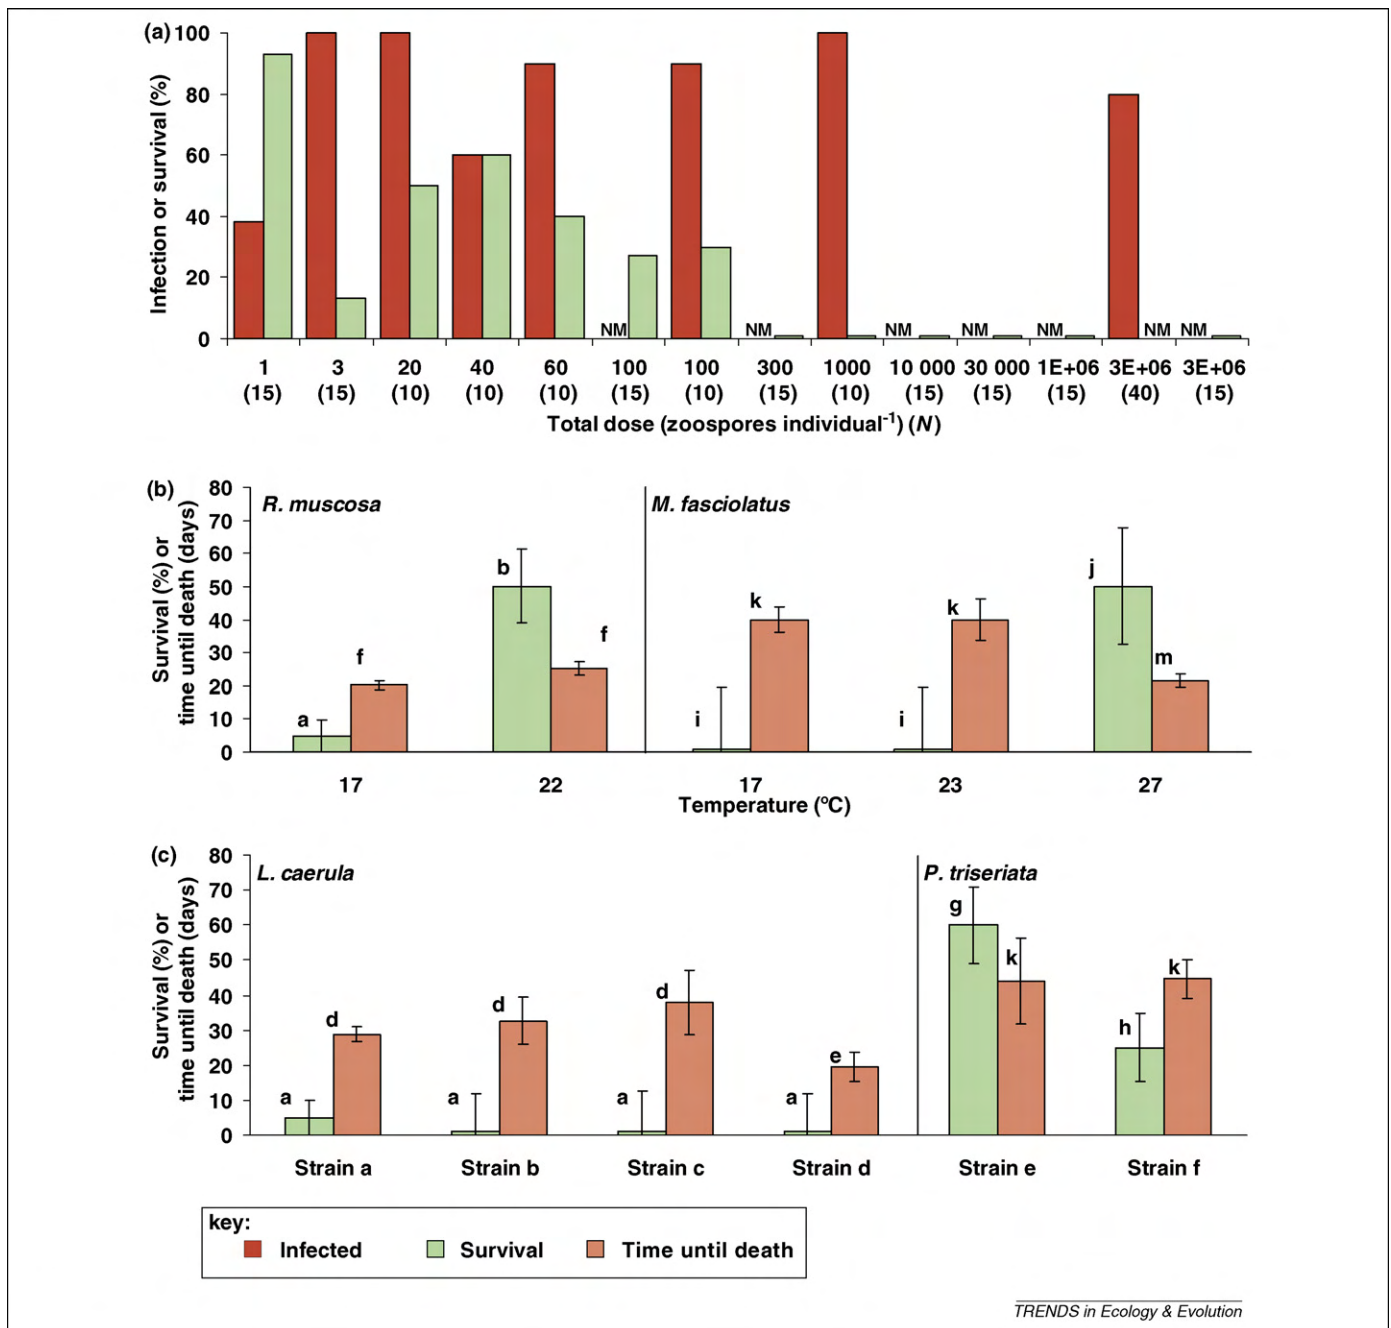 (a)
Infection or survival (%)
100
80
60
40
20
0
NM NM NM NM NM NM NM
1 3 20 40 60 100 100 300 1000 10 000 30 000 1E+06 3E+06 3E+06
(15) (15) (10) (10) (10) (15) (10) (15) (10) (15) (15) (15) (40) (15)
Total dose (zoospores individual⁻¹) (N)
(b)
Survival (%) or
time until death (days)
80
70
60
50
40
30
20
10
0
R. muscosa M. fasciolatus
a f b f i k i k j m
17 22 17 23 27
Temperature (ºC)
(c)
Survival (%) or
time until death (days)
80
70
60
50
40
30
20
10
0
L. caerula P. triseriata
a d a d a d a e g k h k
Strain a Strain b Strain c Strain d Strain e Strain f
key:
Infected Survival Time until death
TRENDS in Ecology & Evolution